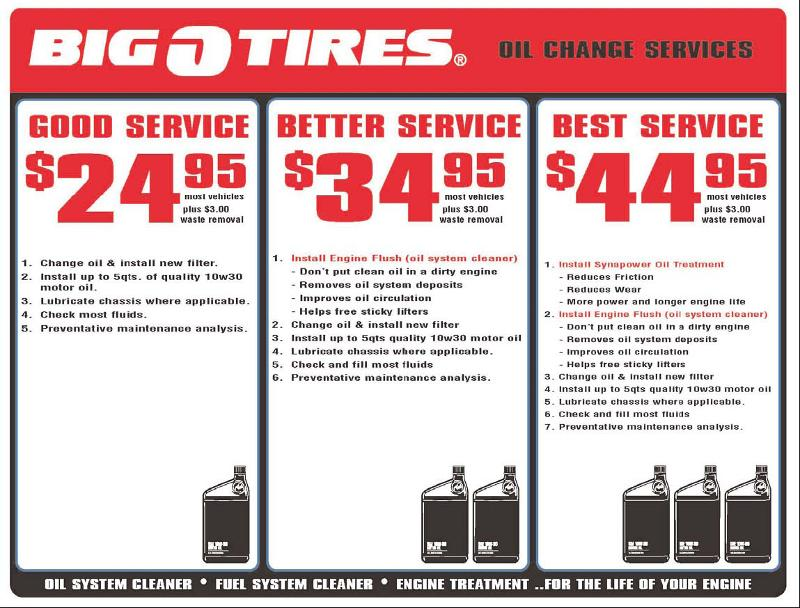 BIG O TIRES®
OIL CHANGE SERVICES
GOOD SERVICE
$24 95
most vehicles
plus $3.00
waste removal
1. Change oil & install new filter.
2. Install up to 5qts. of quality 10w30
motor oil.
3. Lubricate chassis where applicable.
4. Check most fluids.
5. Preventative maintenance analysis.
BETTER SERVICE
$34 95
most vehicles
plus $3.00
waste removal
1. Install Engine Flush (oil system cleaner)
- Don't put clean oil in a dirty engine
- Removes oil system deposits
- Improves oil circulation
- Helps free sticky lifters
2. Change oil & install new filter
3. Install up to 5qts quality 10w30 motor oil
4. Lubricate chassis where applicable.
5. Check and fill most fluids
6. Preventative maintenance analysis.
BEST SERVICE
$44 95
most vehicles
plus $3.00
waste removal
1. Install Synapower Oil Treatment
- Reduces Friction
- Reduces Wear
- More power and longer engine life
2. Install Engine Flush (oil system cleaner)
- Don't put clean oil in a dirty engine
- Removes oil system deposits
- Improves oil circulation
- Helps free sticky lifters
3. Change oil & install new filter
4. Install up to 5qts quality 10w30 motor oil
5. Lubricate chassis where applicable.
6. Check and fill most fluids
7. Preventative maintenance analysis.
OIL SYSTEM CLEANER * FUEL SYSTEM CLEANER * ENGINE TREATMENT ..FOR THE LIFE OF YOUR ENGINE